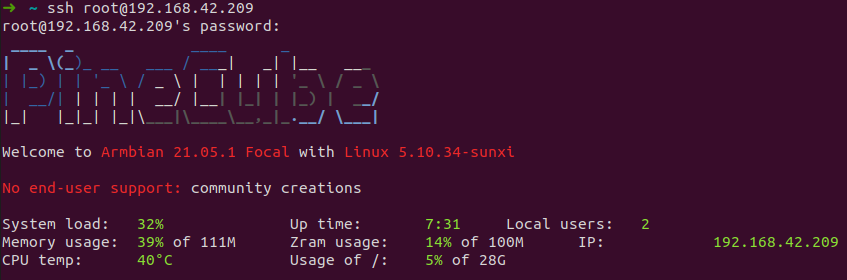 ➜ ~ ssh root@192.168.42.209
root@192.168.42.209's password:
PineCube
Welcome to Armbian 21.05.1 Focal with Linux 5.10.34-sunxi
No end-user support: community creations
System load: 32% Up time: 7:31 Local users: 2
Memory usage: 39% of 111M Zram usage: 14% of 100M IP: 192.168.42.209
CPU temp: 40°C Usage of /: 5% of 28G